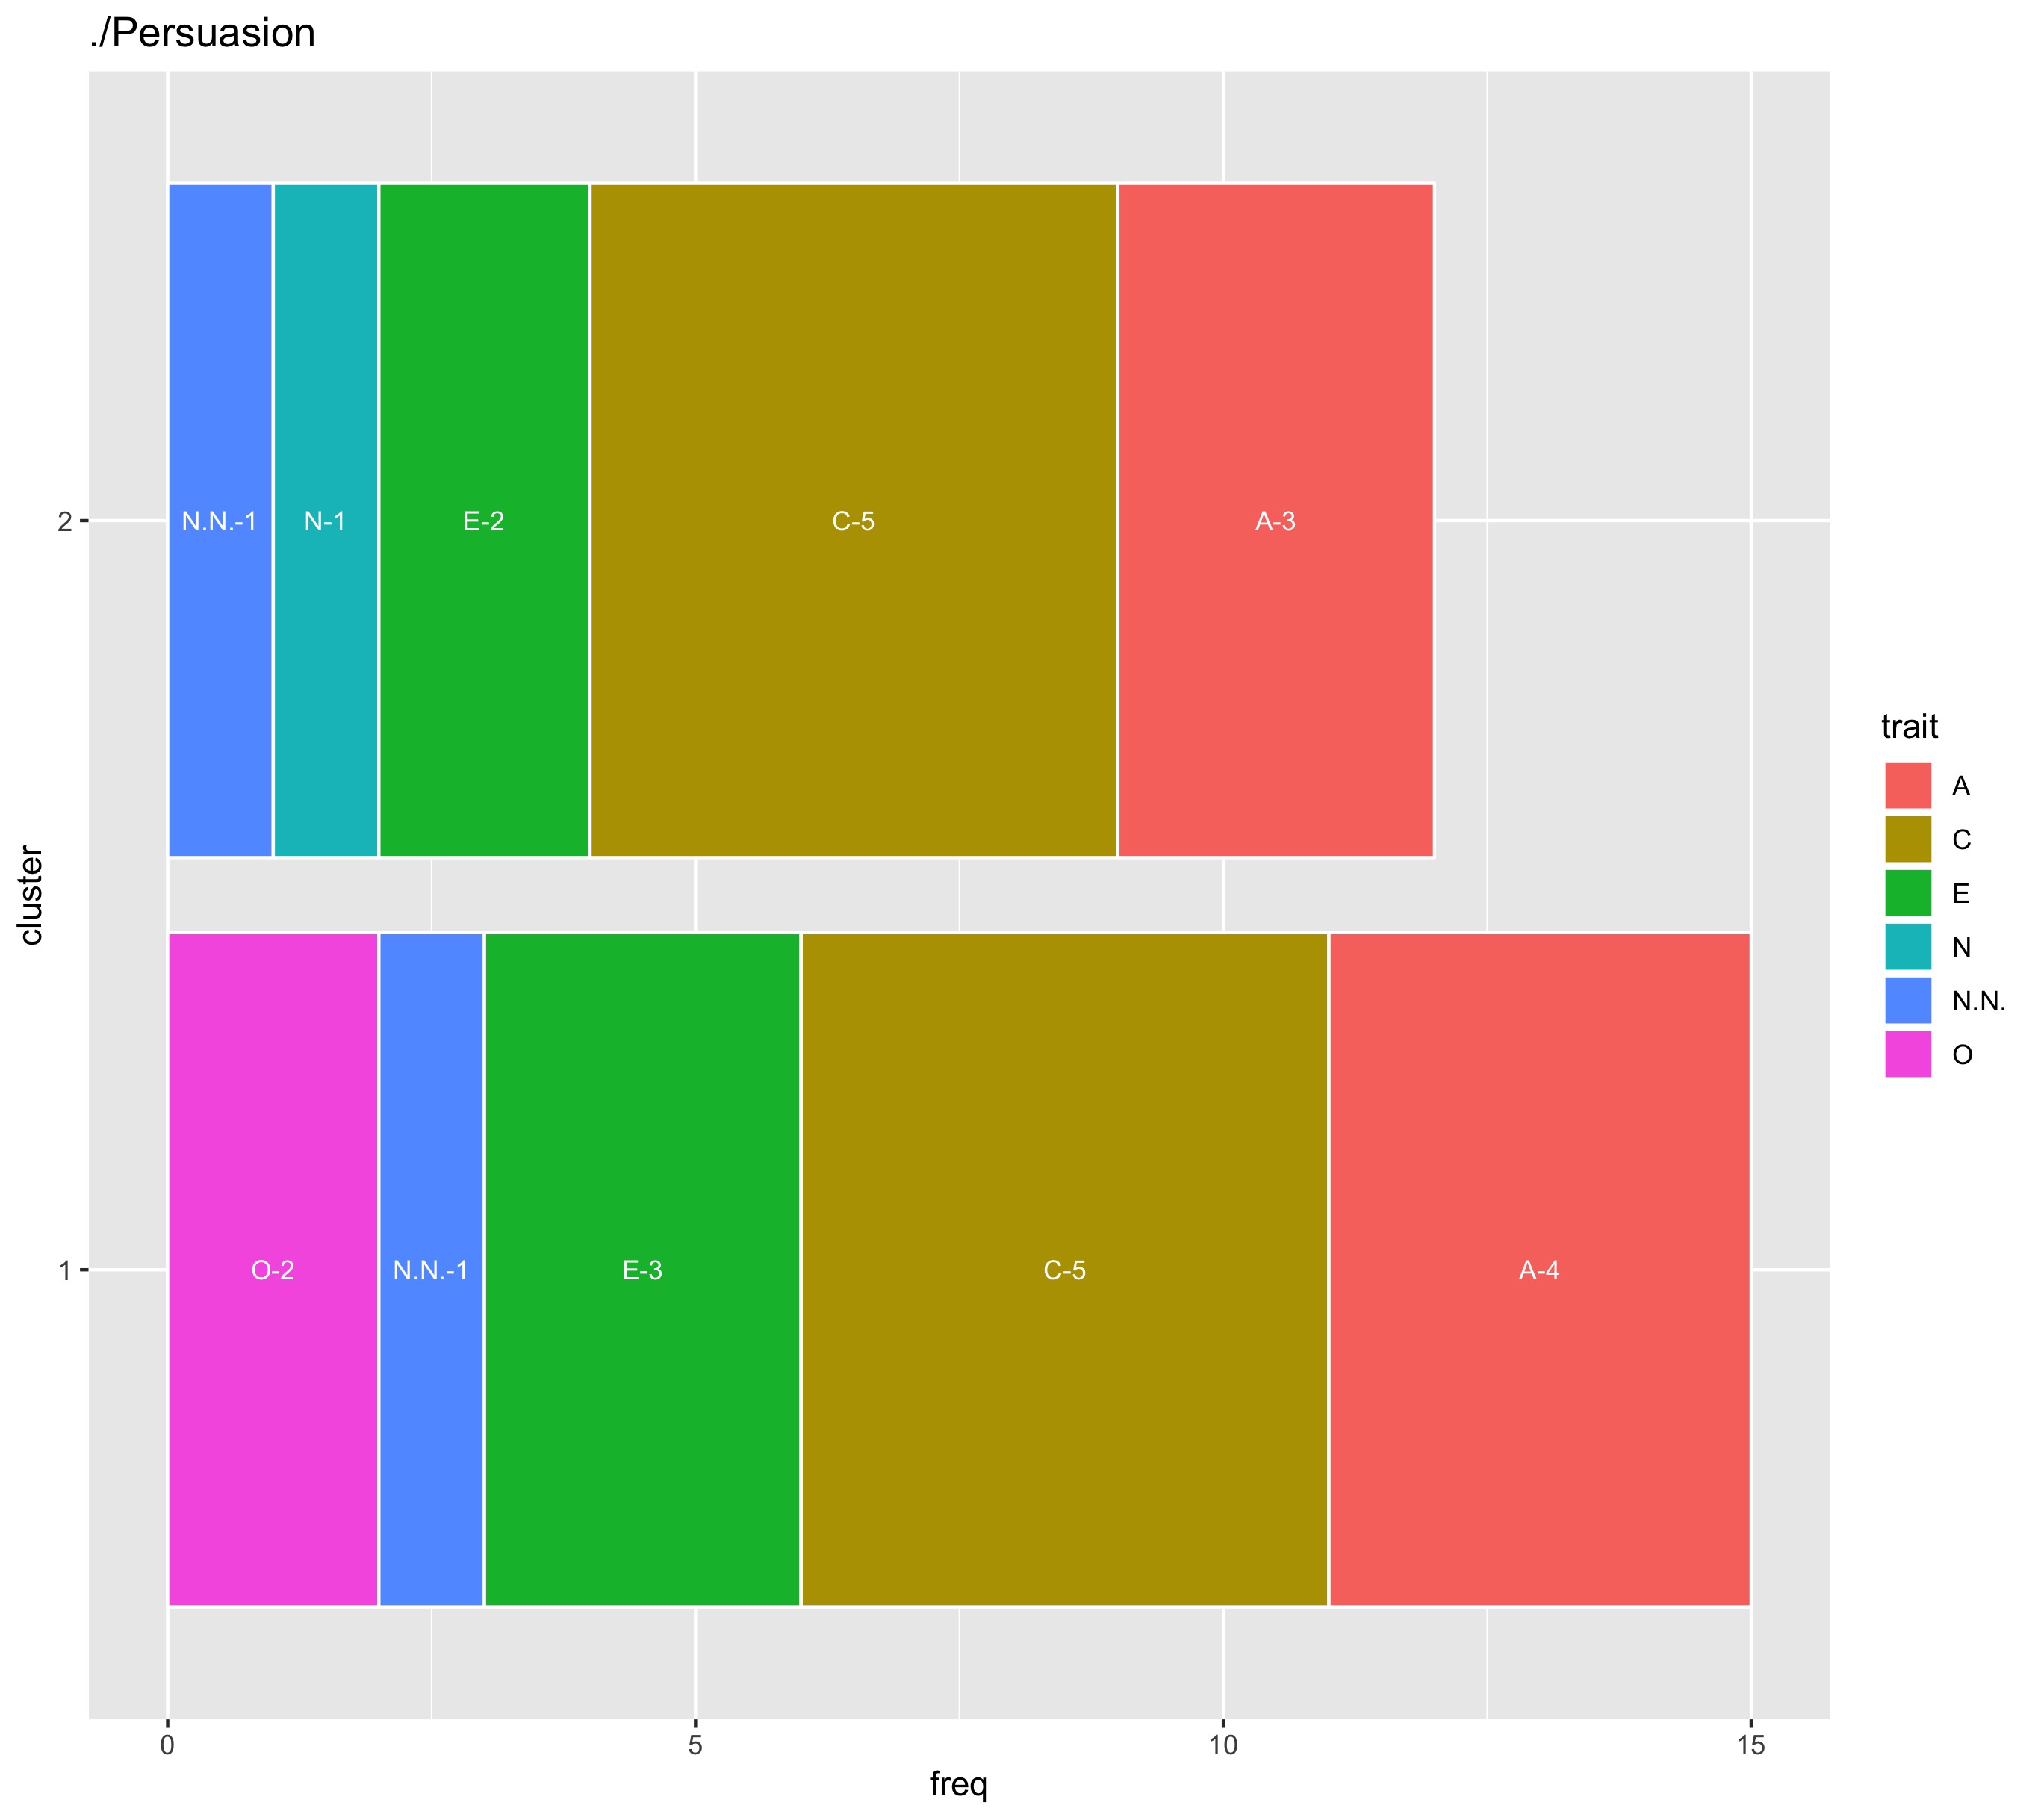 ./Persuasion
cluster
2
N.N.-1 N-1 E-2 C-5 A-3
1
O-2 N.N.-1 E-3 C-5 A-4
0 5 10 15
freq
trait
A
C
E
N
N.N.
O